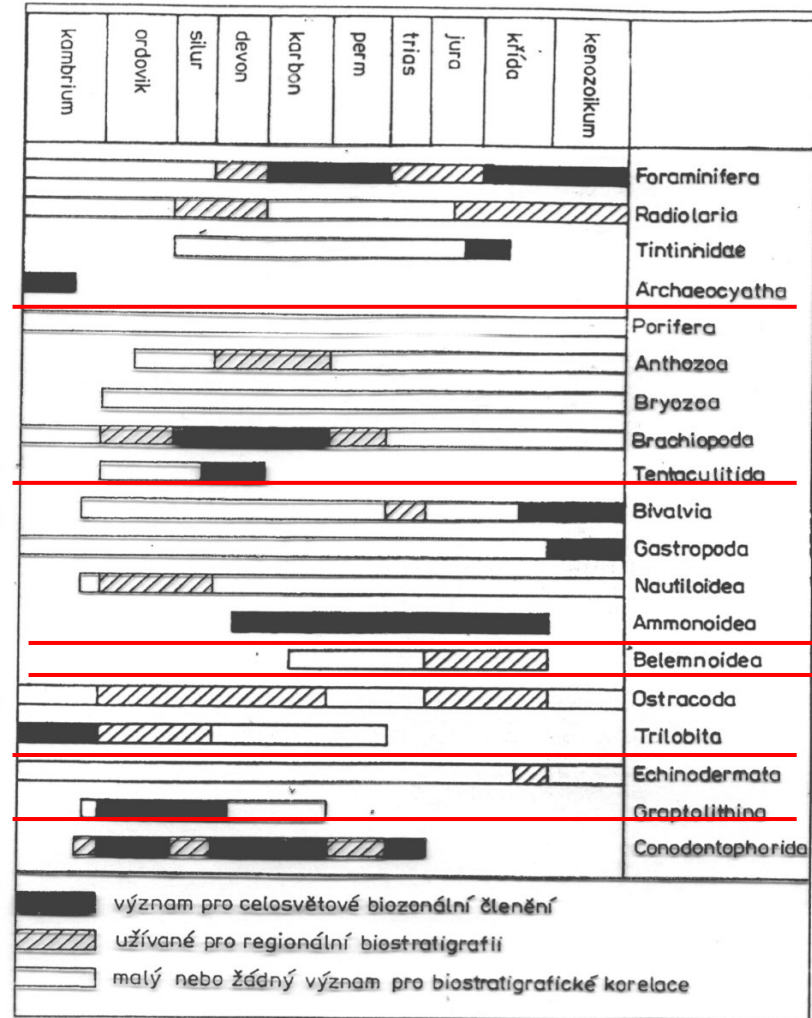 kambrium
ordovik
silur
devon
karbon
perm
trias
jura
křída
kenozoikum
Foraminifera
Radiolaria
Tintinnidae
Archaeocyatha
Porifera
Anthozoa
Bryozoa
Brachiopoda
Tentaculitida
Bivalvia
Gastropoda
Nautiloidea
Ammonoidea
Belemnoidea
Ostracoda
Trilobita
Echinodermata
Graptolithina
Conodontophorida
význam pro celosvětové biozonální členění
užívané pro regionální biostratigrafii
malý nebo žádný význam pro biostratigrafické korelace